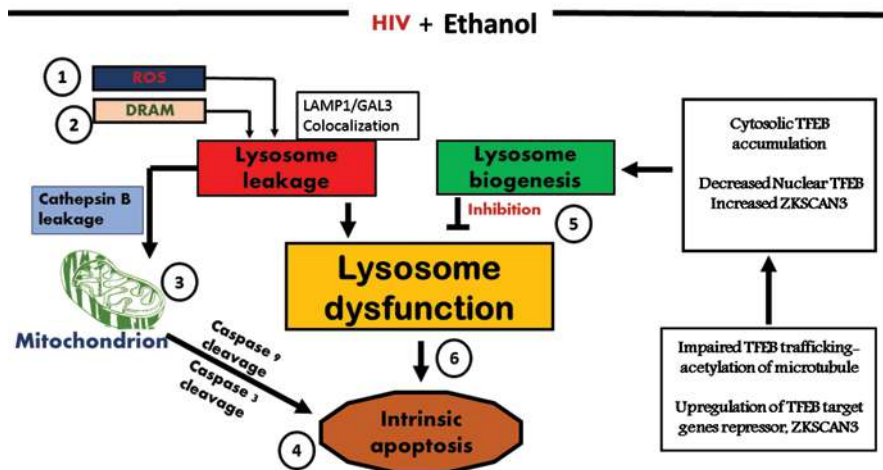 HIV + Ethanol
1
ROS
2
DRAM
LAMP1/GAL3
Colocalization
Lysosome
leakage
Lysosome
biogenesis
Cytosolic TFEB
accumulation
Decreased Nuclear TFEB
Increased ZKSCAN3
Cathepsin B
leakage
Inhibition
5
3
Lysosome
dysfunction
Mitochondrion
Caspase 9
cleavage
Caspase 3
cleavage
6
Impaired TFEB trafficking–
acetylation of microtubule
Upregulation of TFEB target
genes repressor, ZKSCAN3
4
Intrinsic
apoptosis